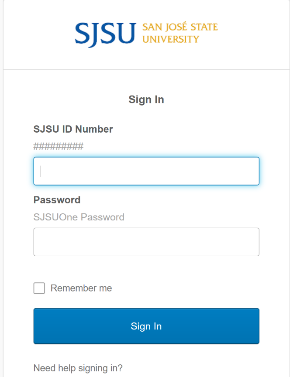 SJSU SAN JOSÉ STATE
UNIVERSITY
Sign In
SJSU ID Number
#########
Password
SJSUOne Password
Remember me
Sign In
Need help signing in?